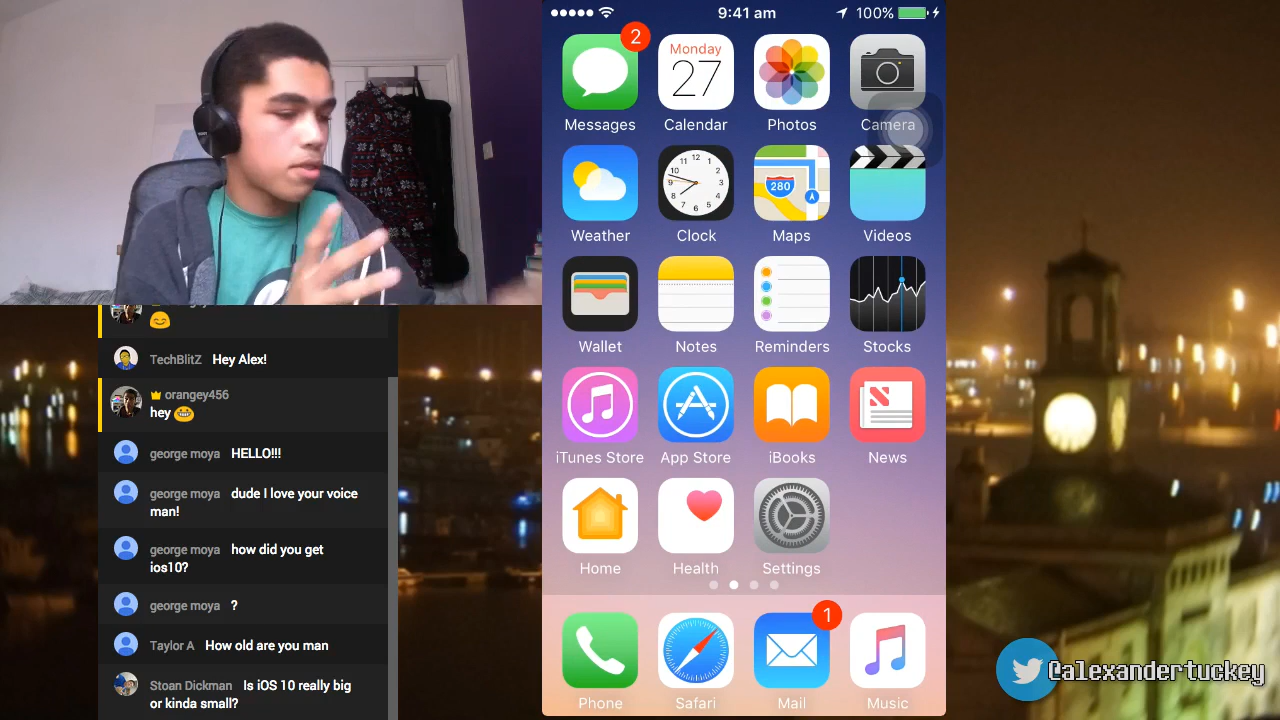 9:41 am
100%
2
Monday
27
Messages
Calendar
Photos
Camera
12
280
Weather
Clock
Maps
Videos
Wallet
Notes
Reminders
Stocks
iTunes Store
App Store
iBooks
News
Home
Health
Settings
1
Phone
Safari
Mail
Music
TechBlitZ Hey Alex!
orangey456
hey
george moya HELLO!!!
george moya dude I love your voice
man!
george moya how did you get
ios10?
george moya ?
Taylor A How old are you man
Stoan Dickman Is iOS 10 really big
or kinda small?
@alexandertuckey